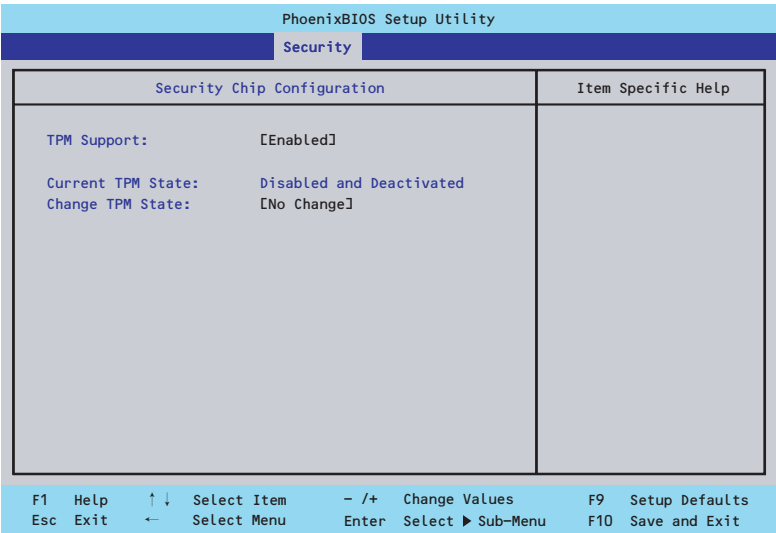 PhoenixBIOS Setup Utility
Security
Security Chip Configuration
Item Specific Help
TPM Support: [Enabled]
Current TPM State: Disabled and Deactivated
Change TPM State: [No Change]
F1 Help ↑↓ Select Item - /+ Change Values F9 Setup Defaults
Esc Exit ← Select Menu Enter Select ▶ Sub-Menu F10 Save and Exit